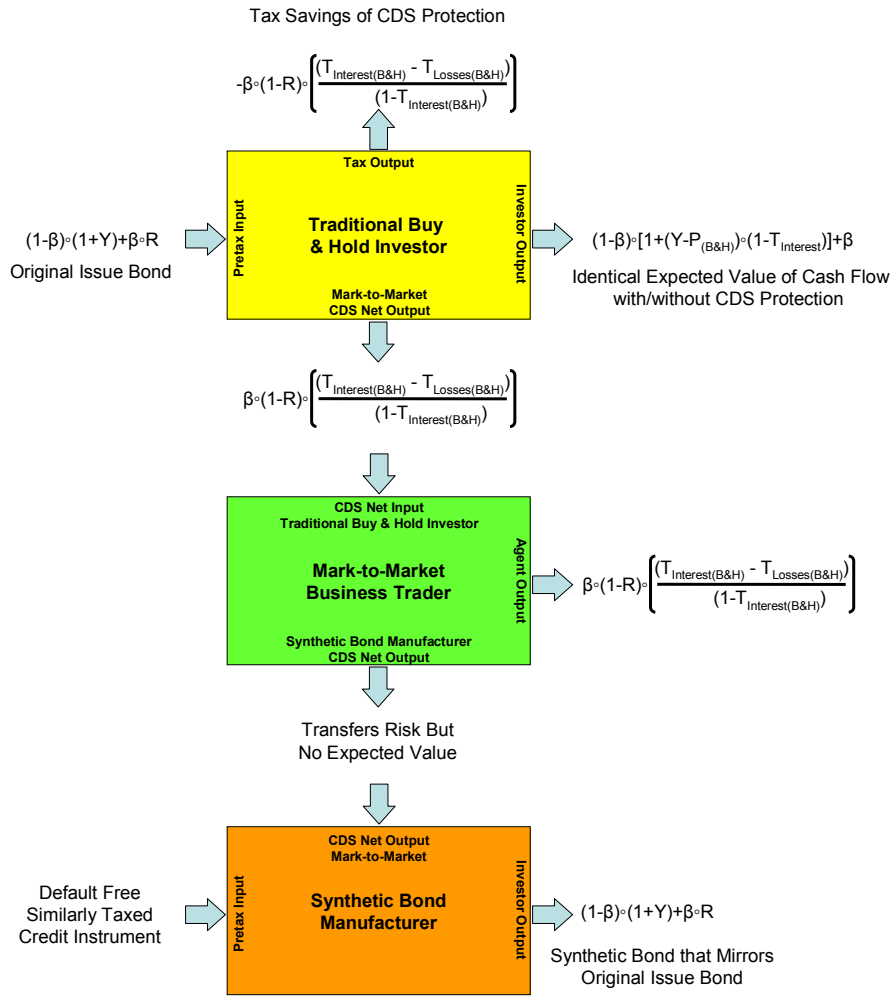 Tax Savings of CDS Protection
-β∘(1-R)∘[(T_Interest(B&H) - T_Losses(B&H))/(1-T_Interest(B&H))]
Tax Output
Pretax Input
Traditional Buy
& Hold Investor
Investor Output
Mark-to-Market
CDS Net Output
(1-β)∘(1+Y)+β∘R
Original Issue Bond
(1-β)∘[1+(Y-P_(B&H))∘(1-T_Interest)]+β
Identical Expected Value of Cash Flow
with/without CDS Protection
β∘(1-R)∘[(T_Interest(B&H) - T_Losses(B&H))/(1-T_Interest(B&H))]
CDS Net Input
Traditional Buy & Hold Investor
Mark-to-Market
Business Trader
Agent Output
Synthetic Bond Manufacturer
CDS Net Output
β∘(1-R)∘[(T_Interest(B&H) - T_Losses(B&H))/(1-T_Interest(B&H))]
Transfers Risk But
No Expected Value
CDS Net Output
Mark-to-Market
Pretax Input
Synthetic Bond
Manufacturer
Investor Output
Default Free
Similarly Taxed
Credit Instrument
(1-β)∘(1+Y)+β∘R
Synthetic Bond that Mirrors
Original Issue Bond